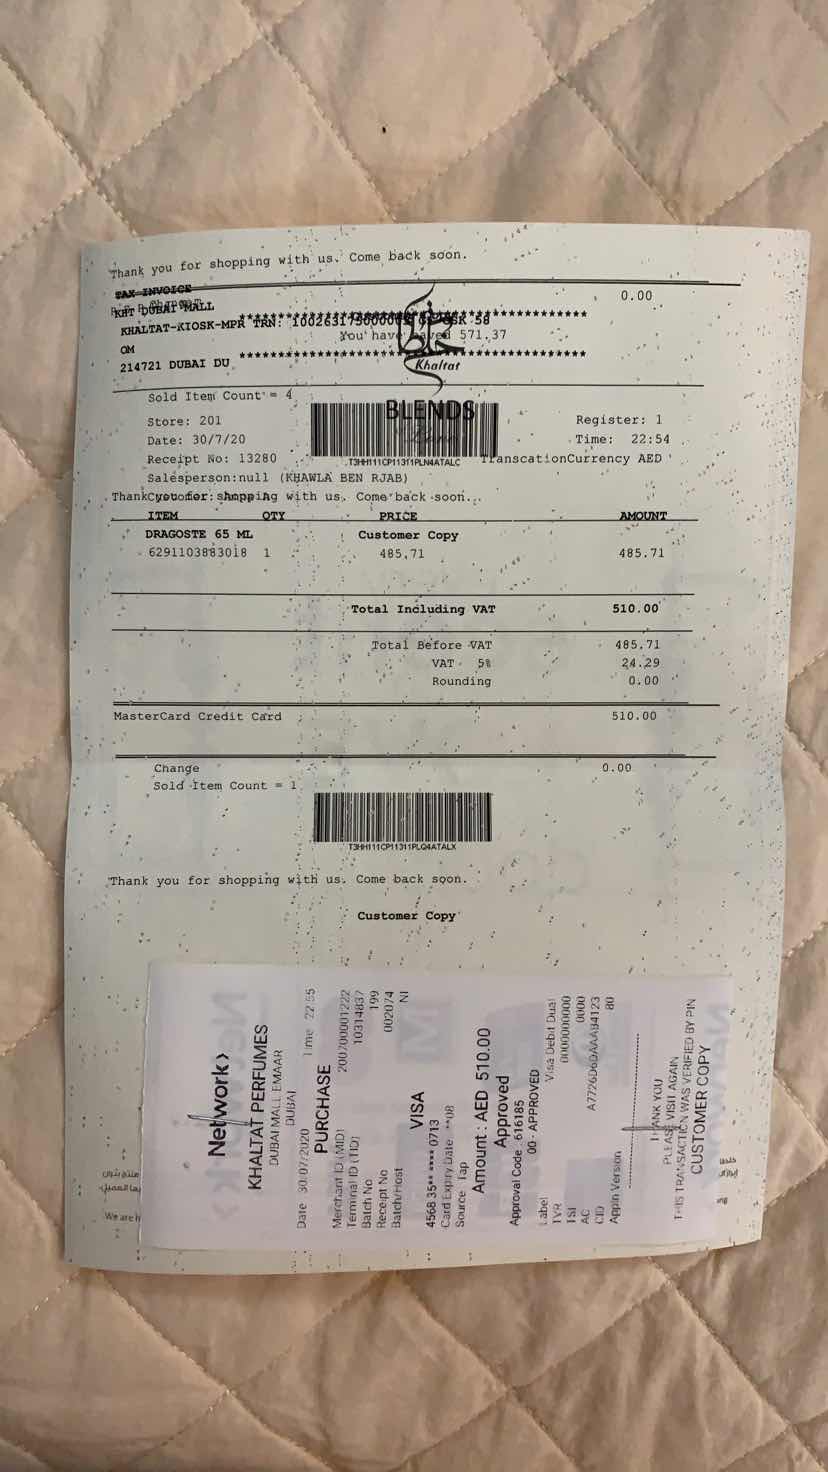 Thank you for shopping with us. Come back soon.
TAX INVOICE
KHT DUBAI MALL
0.00
KHALTAT-KIOSK-MPR TRN:
58
You have saved 571.37
OM
214721 DUBAI DU
Khaltat
Sold Item Count = 4
BLENDS
Store: 201 Register: 1
Date: 30/7/20 Time: 22:54
Receipt No: 13280 T3HH111CP1131PLN4ATALC TranscationCurrency AED
Salesperson:null (KHAWLA BEN RJAB)
Thank you for shopping with us. Come back soon.
ITEM QTY PRICE AMOUNT
DRAGOSTE 65 ML Customer Copy
6291103883018 1 485.71 485.71
Total Including VAT 510.00
Total Before VAT 485.71
VAT 5% 24.29
Rounding 0.00
MasterCard Credit Card 510.00
Change 0.00
Sold Item Count = 1
T3HH111CP11311PLQ4ATALX
Thank you for shopping with us. Come back soon.
Customer Copy
Network>
KHALTAT PERFUMES
DUBAI MALL EMAAR
DUBAI
Date 30/07/2020 Time 22:55
PURCHASE
Merchant ID (MID) 200700001222
Terminal ID (TID) 10314837
Batch No 199
Receipt No 002074
Batch/Host NI
VISA
4568 35** **** 0713
Card Expiry Date **/08
Source Tap
Amount : AED 510.00
Approved
Approval Code 616185
00 - APPROVED
Label Visa Debit Dual
TVR 0000000000
TSI 0000
AC A7726D6DAAAB4123
CID 80
Appln Version
THANK YOU
PLEASE VISIT AGAIN
THIS TRANSACTION WAS VERIFIED BY PIN
CUSTOMER COPY
We are